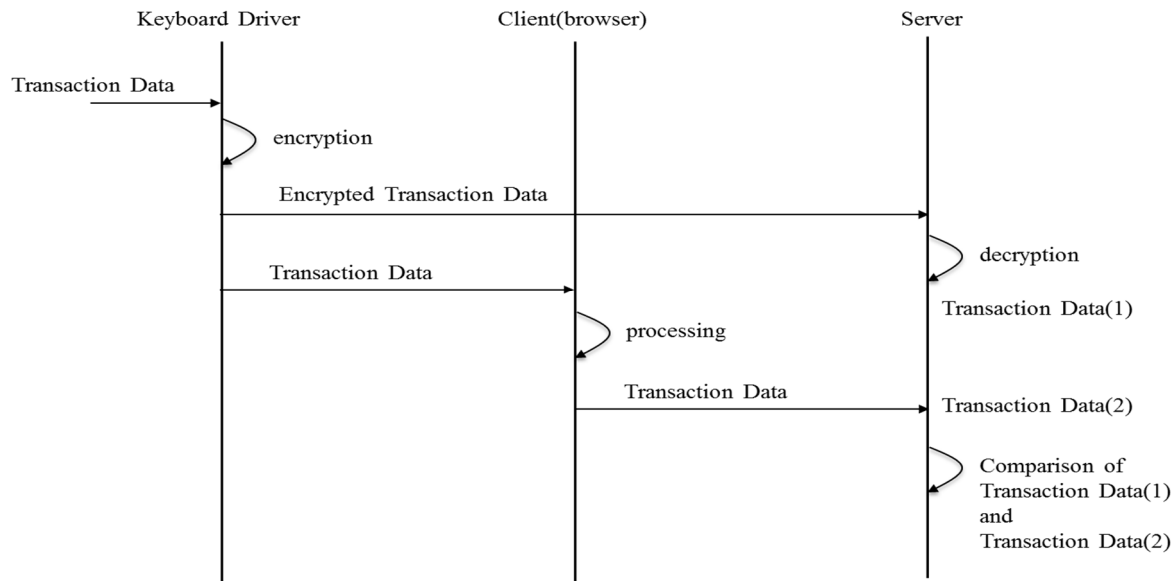 Keyboard Driver
Client(browser)
Server
Transaction Data
encryption
Encrypted Transaction Data
decryption
Transaction Data
Transaction Data(1)
processing
Transaction Data
Transaction Data(2)
Comparison of
Transaction Data(1)
and
Transaction Data(2)